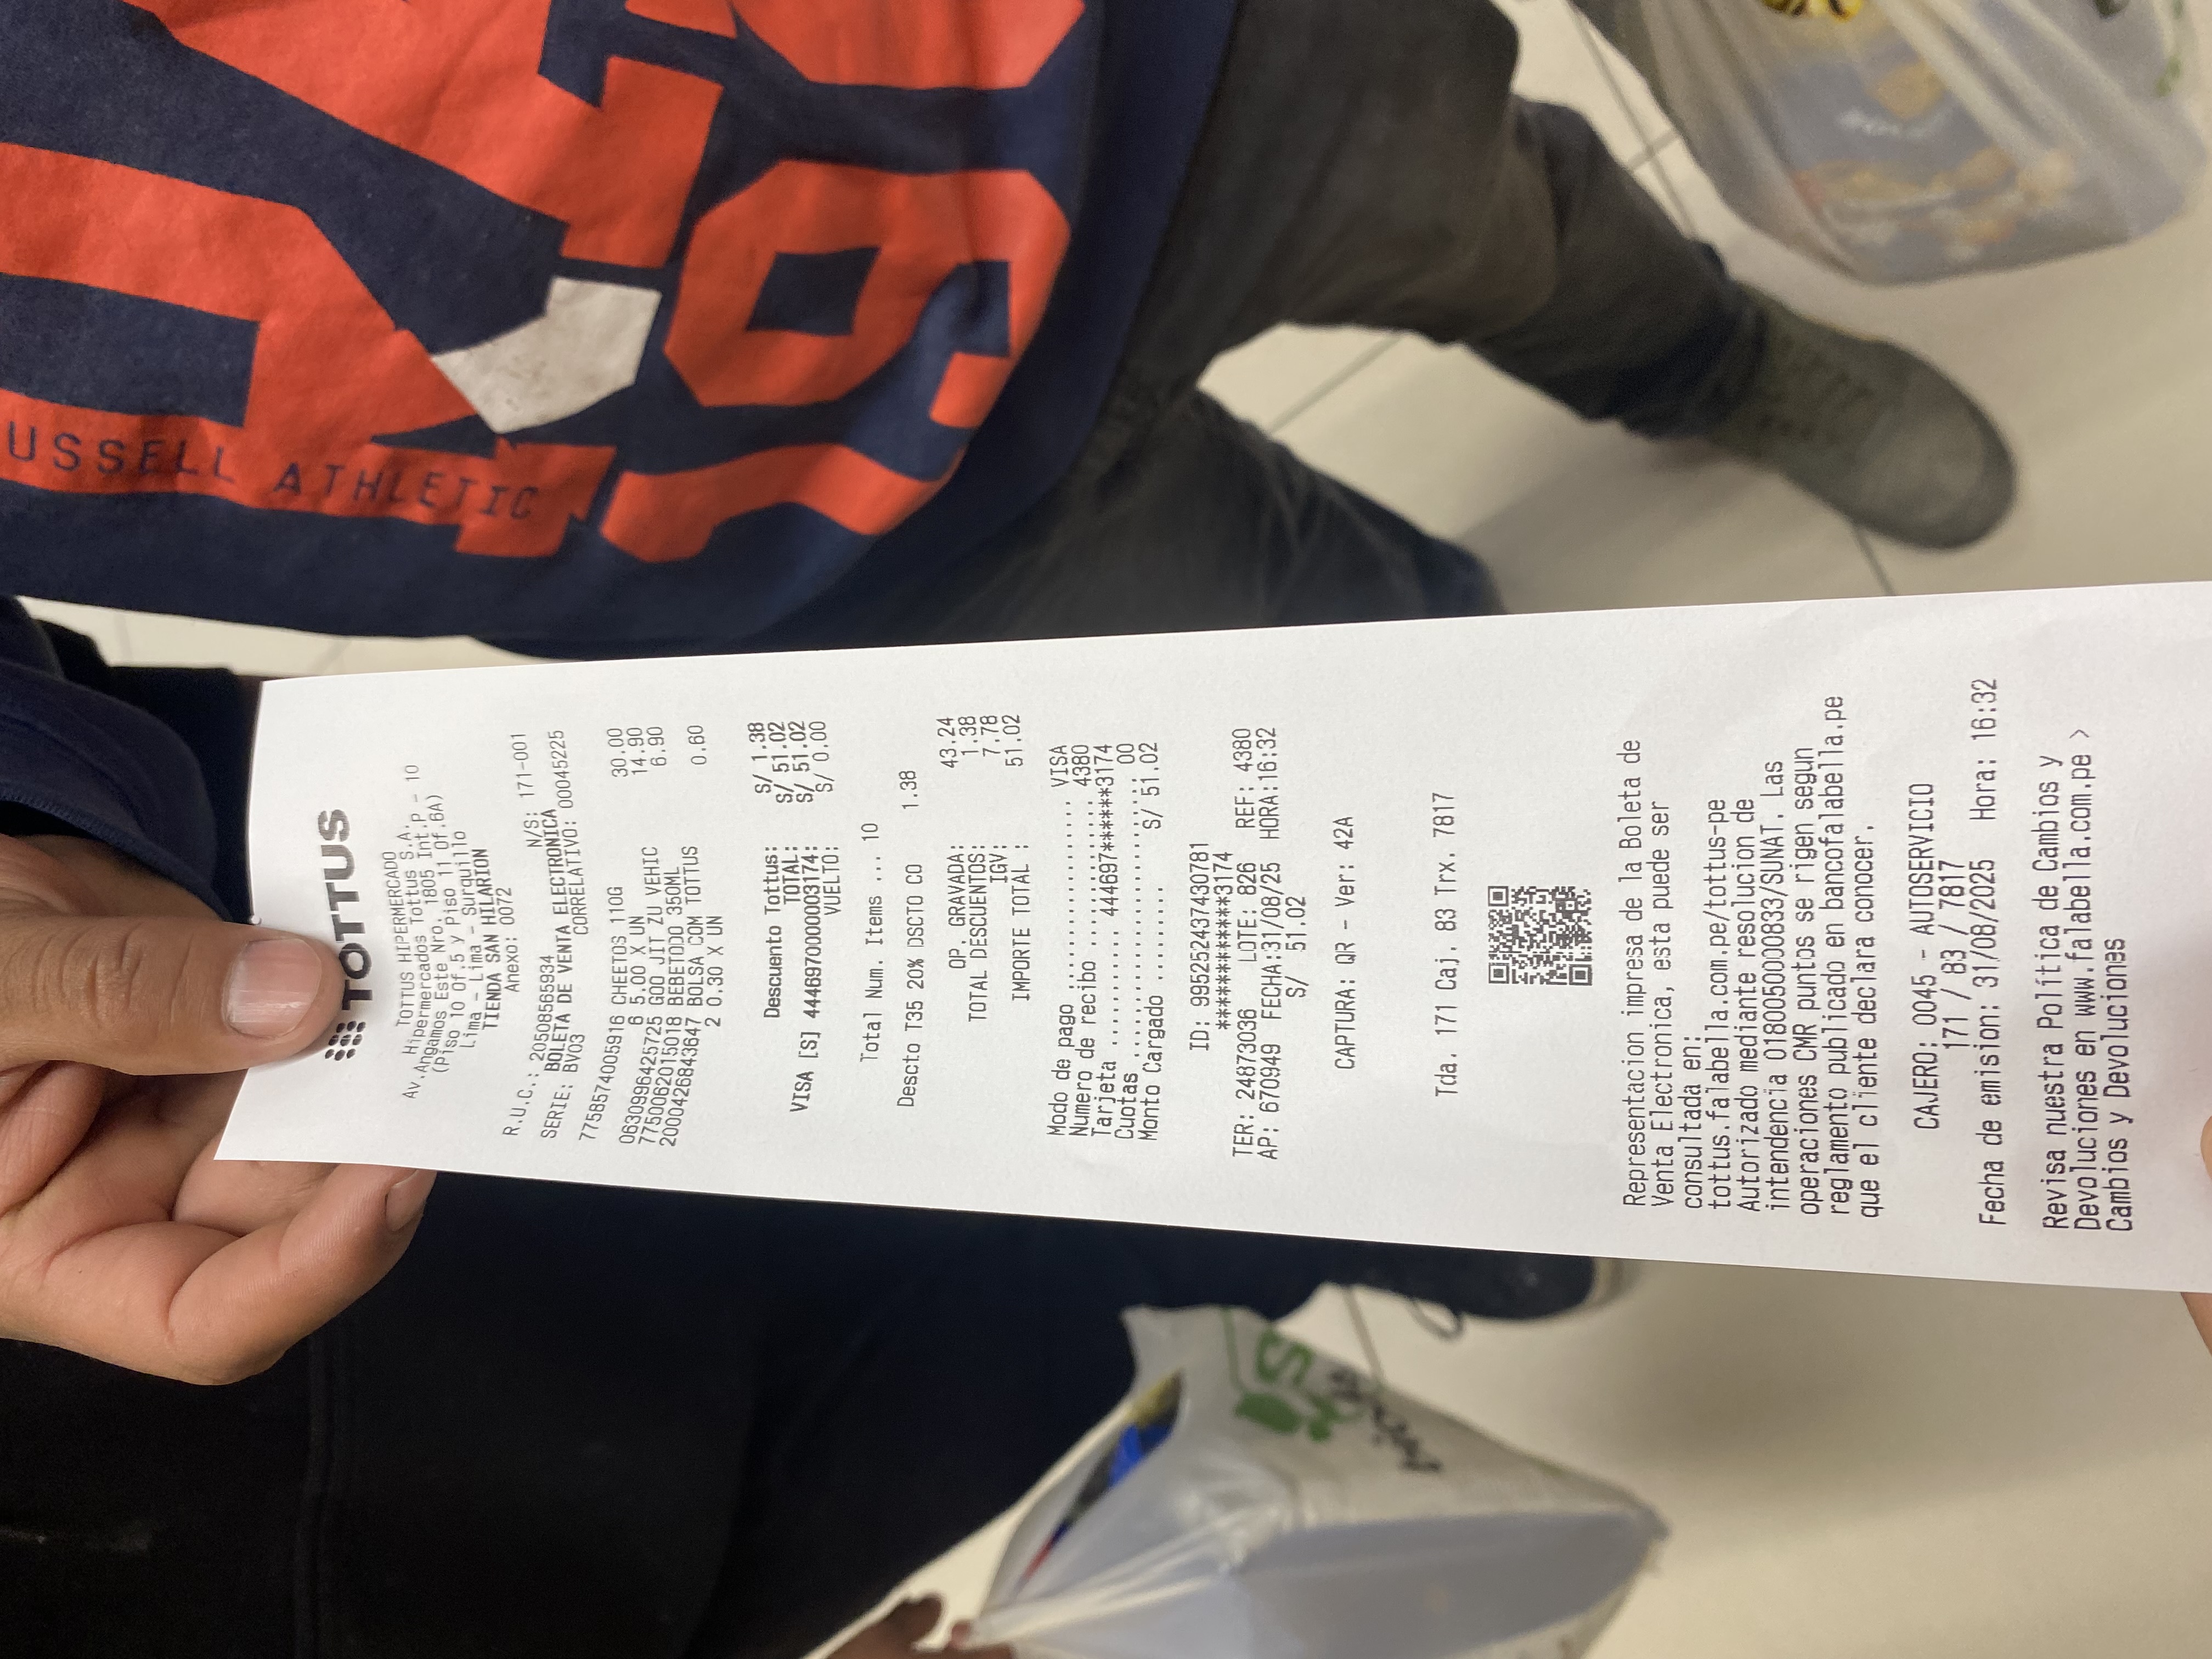 TOTTUS
TOTTUS HIPERMERCADO
Hipermercados Tottus S.A.
Av.Angamos Este Nro. 1805 Int.P - 10
(Piso 10 Of.5 y Piso 11 Of.6A)
Lima - Lima - Surquillo
TIENDA SAN HILARION
Anexo: 0072
R.U.C.: 20508565934 N/S: 171-001
BOLETA DE VENTA ELECTRONICA
SERIE: BV03 CORRELATIVO: 00045225
7758574005916 CHEETOS 110G 30.00
6 5.00 X UN
0630996425725 GOO JIT ZU VEHIC 14.90
7750062015018 BEBETODO 350ML 6.90
2000426843647 BOLSA COM TOTTUS 0.60
2 0.30 X UN
Descuento Tottus: S/ 1.38
TOTAL: S/ 51.02
VISA [S] 4446970000003174: S/ 51.02
VUELTO: S/ 0.00
Total Num. Items ... 10
Descto T35 20% DSCTO CO 1.38
OP. GRAVADA: 43.24
TOTAL DESCUENTOS: 1.38
IGV: 7.78
IMPORTE TOTAL : 51.02
Modo de pago .................. VISA
Numero de recibo .............. 4380
Tarjeta ........... 444697******3174
Cuotas .......................... 00
Monto Cargado ......... S/ 51.02
ID: 995252437430781
************3174
TER: 24873036 LOTE: 826 REF: 4380
AP: 670949 FECHA:31/08/25 HORA:16:32
S/ 51.02
CAPTURA: QR - Ver: 42A
Tda. 171 Caj. 83 Trx. 7817
Representacion impresa de la Boleta de
Venta Electronica, esta puede ser
consultada en:
tottus.falabella.com.pe/tottus-pe
Autorizado mediante resolucion de
intendencia 0180050000833/SUNAT. Las
operaciones CMR puntos se rigen segun
reglamento publicado en bancofalabella.pe
que el cliente declara conocer.
CAJERO: 0045 - AUTOSERVICIO
171 / 83 / 7817
Fecha de emision: 31/08/2025 Hora: 16:32
Revisa nuestra Política de Cambios y
Devoluciones en www.falabella.com.pe >
Cambios y Devoluciones
USSELL ATHLETIC